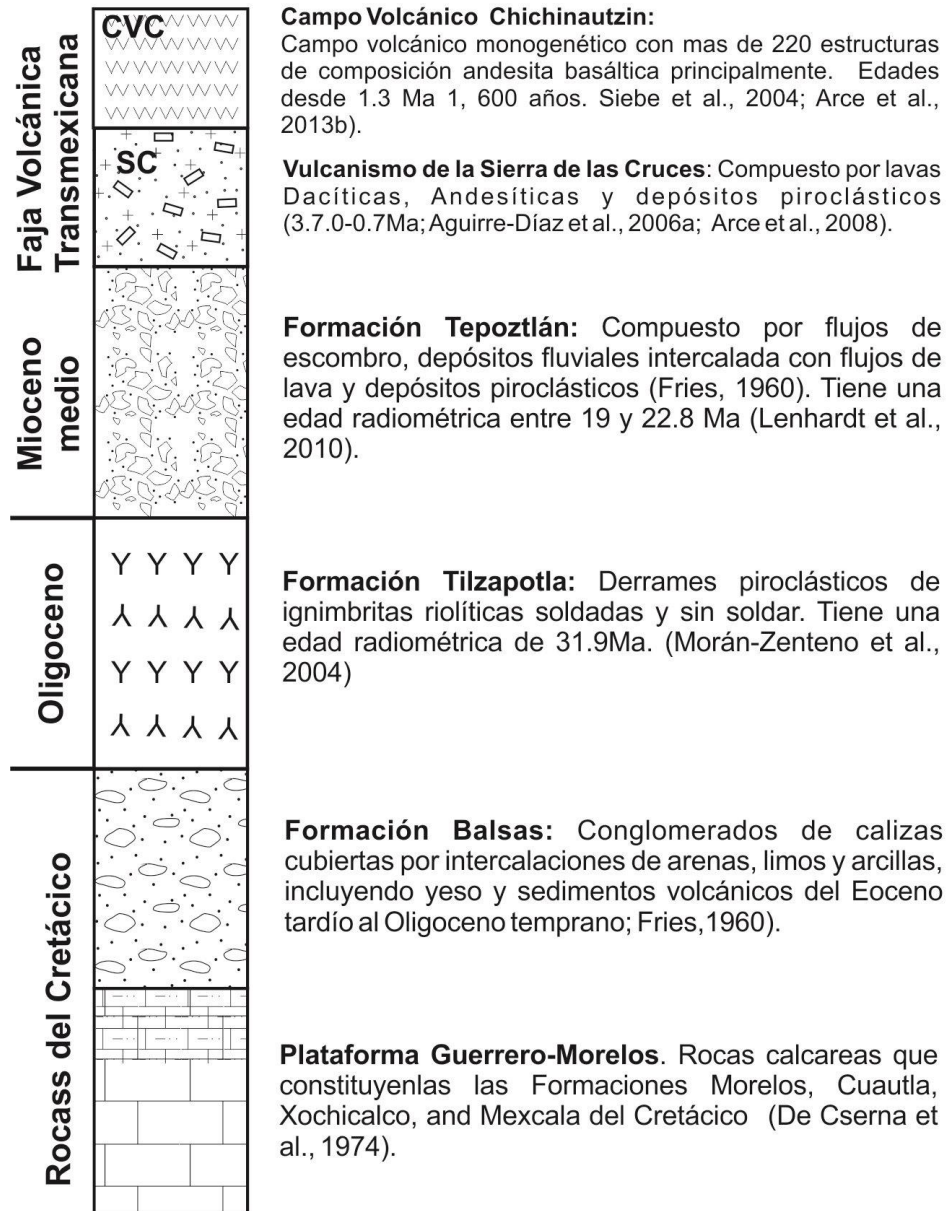 Faja Volcánica
Transmexicana
CVC
Campo Volcánico Chichinautzin:
Campo volcánico monogenético con mas de 220 estructuras
de composición andesita basáltica principalmente. Edades
desde 1.3 Ma 1, 600 años. Siebe et al., 2004; Arce et al.,
2013b).
SC
Vulcanismo de la Sierra de las Cruces: Compuesto por lavas
Dacíticas, Andesíticas y depósitos piroclásticos
(3.7.0-0.7Ma; Aguirre-Díaz et al., 2006a; Arce et al., 2008).
Mioceno
medio
Formación Tepoztlán: Compuesto por flujos de
escombro, depósitos fluviales intercalada con flujos de
lava y depósitos piroclásticos (Fries, 1960). Tiene una
edad radiométrica entre 19 y 22.8 Ma (Lenhardt et al.,
2010).
Oligoceno
Formación Tilzapotla: Derrames piroclásticos de
ignimbritas riolíticas soldadas y sin soldar. Tiene una
edad radiométrica de 31.9Ma. (Morán-Zenteno et al.,
2004)
Rocass del Cretácico
Formación Balsas: Conglomerados de calizas
cubiertas por intercalaciones de arenas, limos y arcillas,
incluyendo yeso y sedimentos volcánicos del Eoceno
tardío al Oligoceno temprano; Fries,1960).
Plataforma Guerrero-Morelos. Rocas calcareas que
constituyenlas las Formaciones Morelos, Cuautla,
Xochicalco, and Mexcala del Cretácico (De Cserna et
al., 1974).